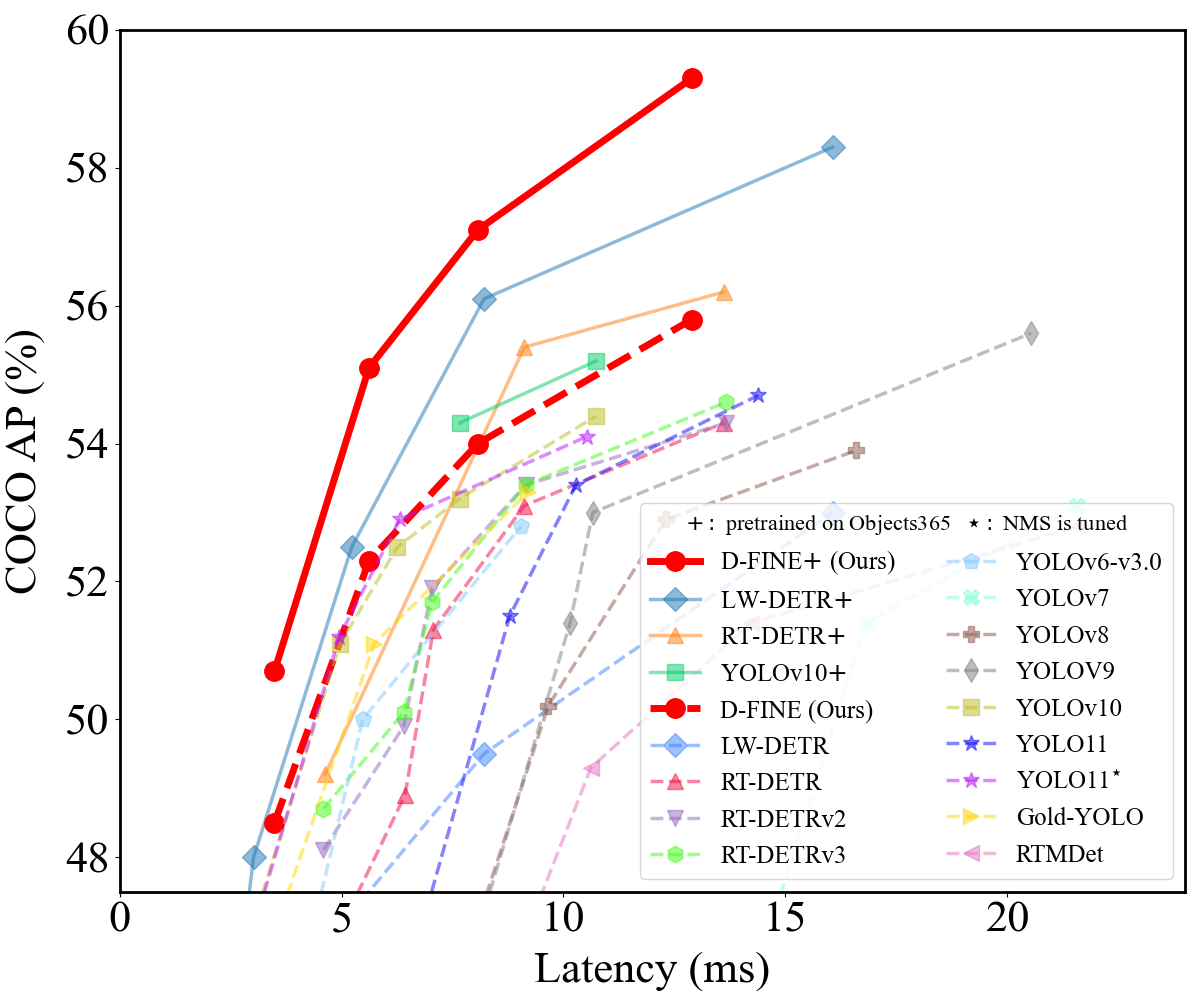 60
58
56
54
52
50
48
COCO AP (%)
0
5
10
15
20
Latency (ms)
+ : pretrained on Objects365 ⋆ : NMS is tuned
D-FINE+ (Ours)
LW-DETR+
RT-DETR+
YOLOv10+
D-FINE (Ours)
LW-DETR
RT-DETR
RT-DETRv2
RT-DETRv3
YOLOv6-v3.0
YOLOv7
YOLOv8
YOLOV9
YOLOv10
YOLO11
YOLO11⋆
Gold-YOLO
RTMDet